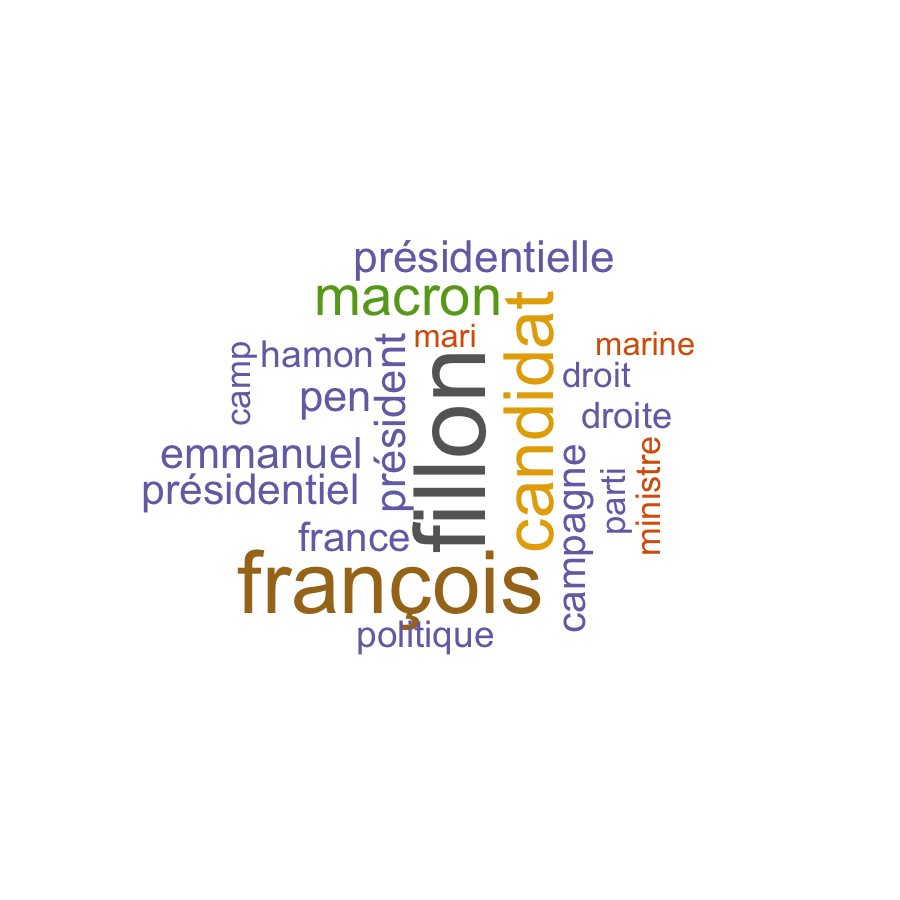 présidentielle
macron
candidat
mari
marine
hamon
camp
président
fillon
droit
pen
droite
emmanuel
campagne
ministre
parti
présidentiel
france
françois
politique